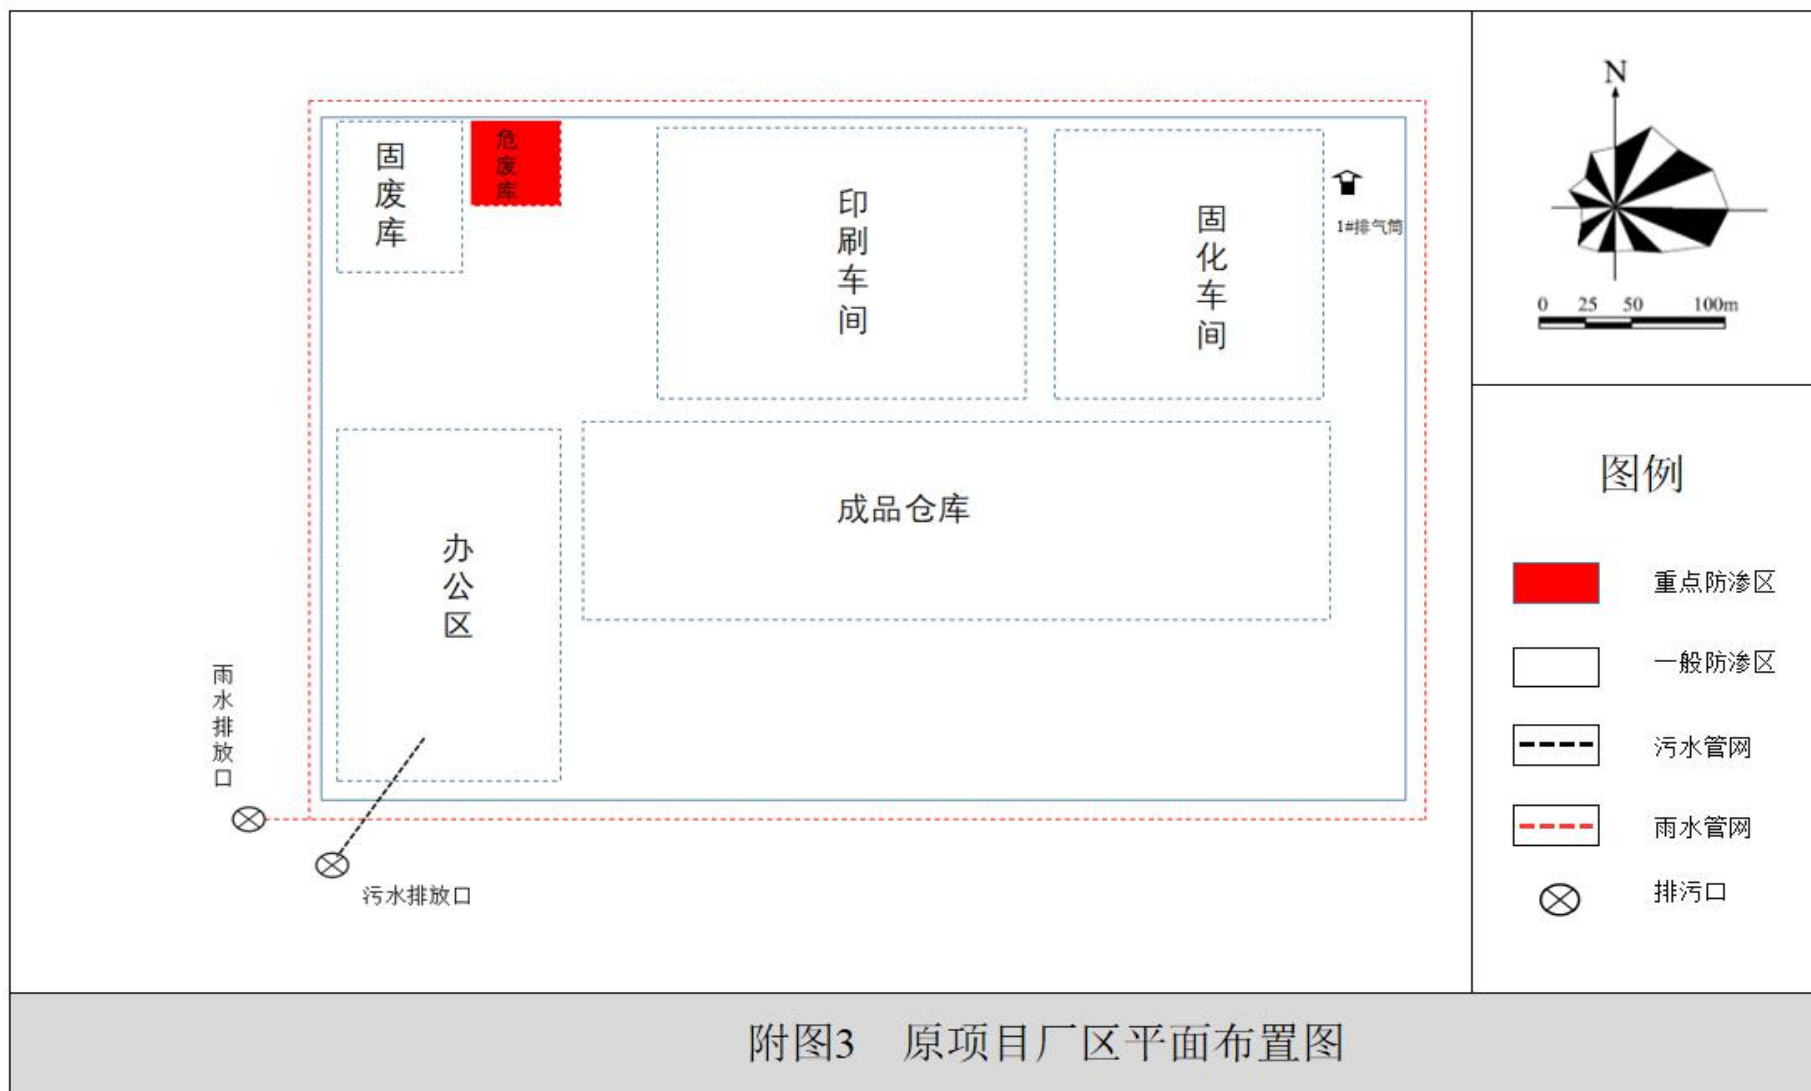 固废库
危废库
印刷车间
固化车间
1#排气筒
成品仓库
办公区
雨水排放口
污水排放口
N
0 25 50 100m
图例
重点防渗区
一般防渗区
污水管网
雨水管网
排污口
附图3 原项目厂区平面布置图